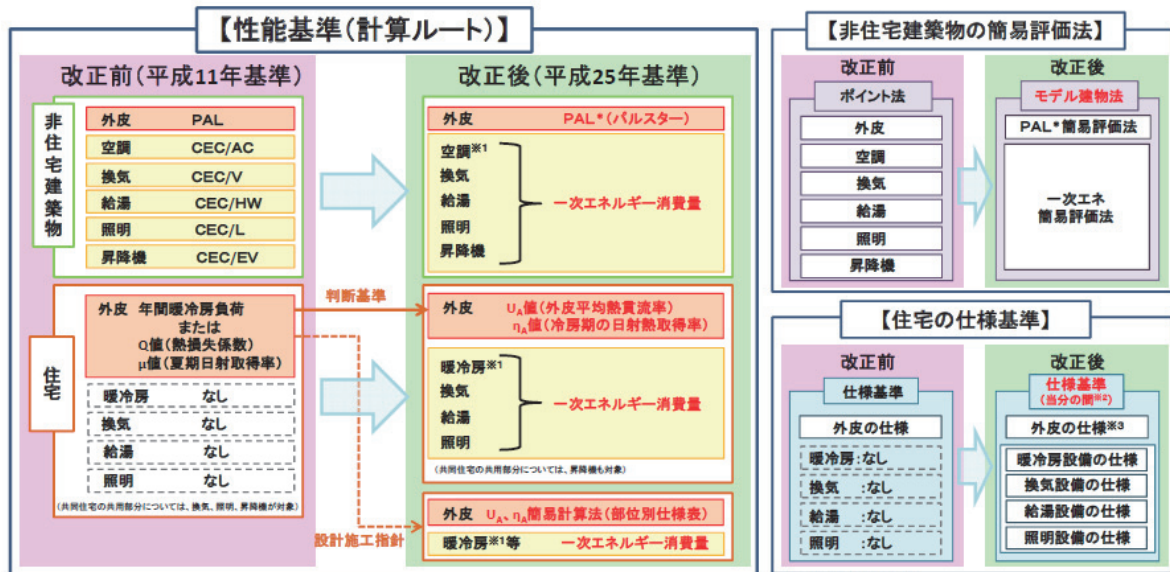 【性能基準(計算ルート)】
改正前(平成11年基準)
非住宅建築物
外皮 PAL
空調 CEC/AC
換気 CEC/V
給湯 CEC/HW
照明 CEC/L
昇降機 CEC/EV
住宅
外皮 年間暖冷房負荷
または
Q値(熱損失係数)
μ値(夏期日射取得率)
暖冷房 なし
換気 なし
給湯 なし
照明 なし
(共同住宅の共用部分については、換気、照明、昇降機が対象)
判断基準
設計施工指針
改正後(平成25年基準)
外皮 PAL*(パルスター)
空調※1
換気
給湯
照明
昇降機
一次エネルギー消費量
外皮 UA値(外皮平均熱貫流率)
ηA値(冷房期の日射熱取得率)
暖冷房※1
換気
給湯
照明
一次エネルギー消費量
(共同住宅の共用部分については、昇降機も対象)
外皮 UA、ηA簡易計算法(部位別仕様表)
暖冷房※1等 一次エネルギー消費量
【非住宅建築物の簡易評価法】
改正前
ポイント法
外皮
空調
換気
給湯
照明
昇降機
改正後
モデル建物法
PAL*簡易評価法
一次エネ
簡易評価法
【住宅の仕様基準】
改正前
仕様基準
外皮の仕様
暖冷房:なし
換気 :なし
給湯 :なし
照明 :なし
改正後
仕様基準
(当分の間※2)
外皮の仕様※3
暖冷房設備の仕様
換気設備の仕様
給湯設備の仕様
照明設備の仕様